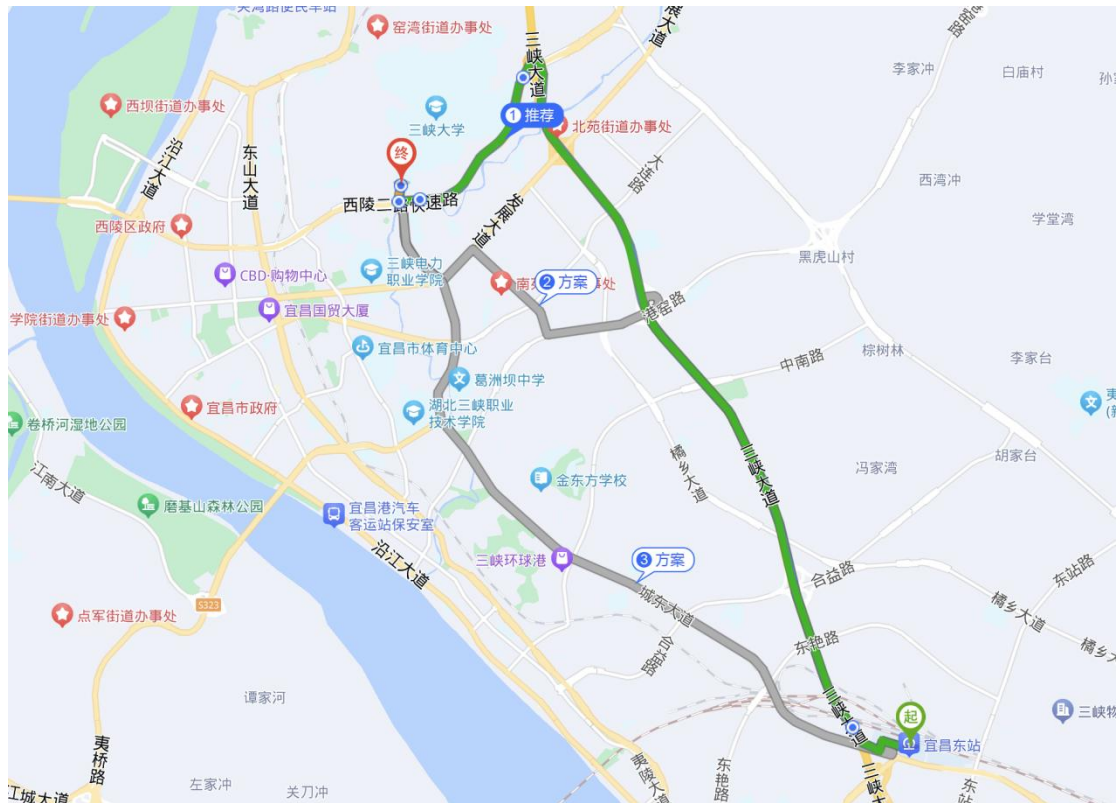 夹湾路便民车站
窑湾街道办事处
三峡大道
发展大道
李家冲
白庙村
西坝街道办事处
三峡大学
1 推荐
北苑街道办事处
沿江大道
东山大道
终
大连路
西湾冲
西陵二路快速路
发展大道
学堂湾
西陵区政府
三峡电力
职业学院
黑虎山村
CBD·购物中心
2 方案
港窑路
学院街道办事处
宜昌国贸大厦
宜昌市体育中心
中南路
棕树林
李家台
葛洲坝中学
宜昌市政府
湖北三峡职业
技术学院
卷桥河湿地公园
橘乡大道
三峡大道
冯家湾
胡家台
江南大道
金东方学校
磨基山森林公园
宜昌港汽车
客运站保安室
沿江大道
三峡环球港
3 方案
合益路
东站路
S323
点军街道办事处
城东大道
橘乡大道
合益路
东艳路
谭家河
三峡大道
起
宜昌东站
夷桥路
左家冲
关刀冲
江城大道
夷陵大道
东艳路